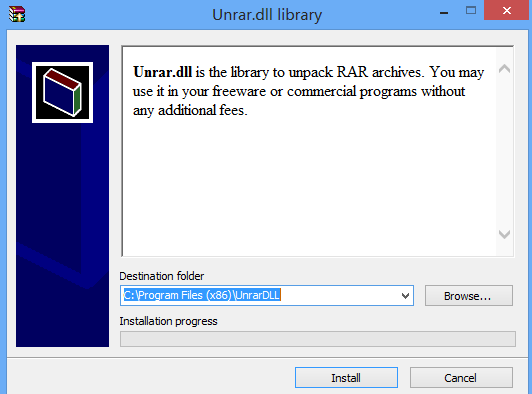 Unrar.dll library
Unrar.dll is the library to unpack RAR archives. You may
use it in your freeware or commercial programs without
any additional fees.
Destination folder
C:\Program Files (x86)\UnrarDLL
Browse...
Installation progress
Install
Cancel